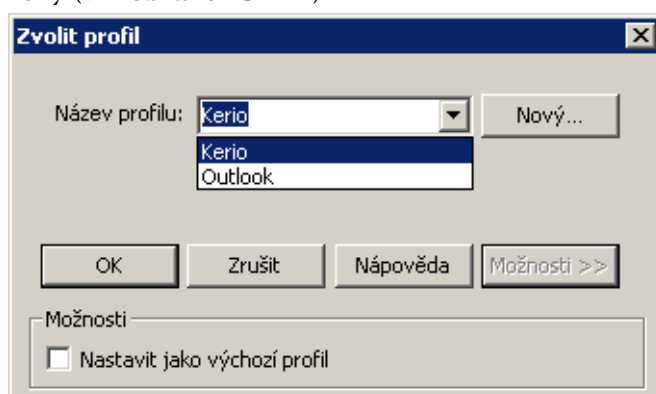 Zvolit profil
Název profilu: Kerio Nový...
Kerio
Outlook
OK Zrušit Nápověda Možnosti >>
Možnosti
Nastavit jako výchozí profil